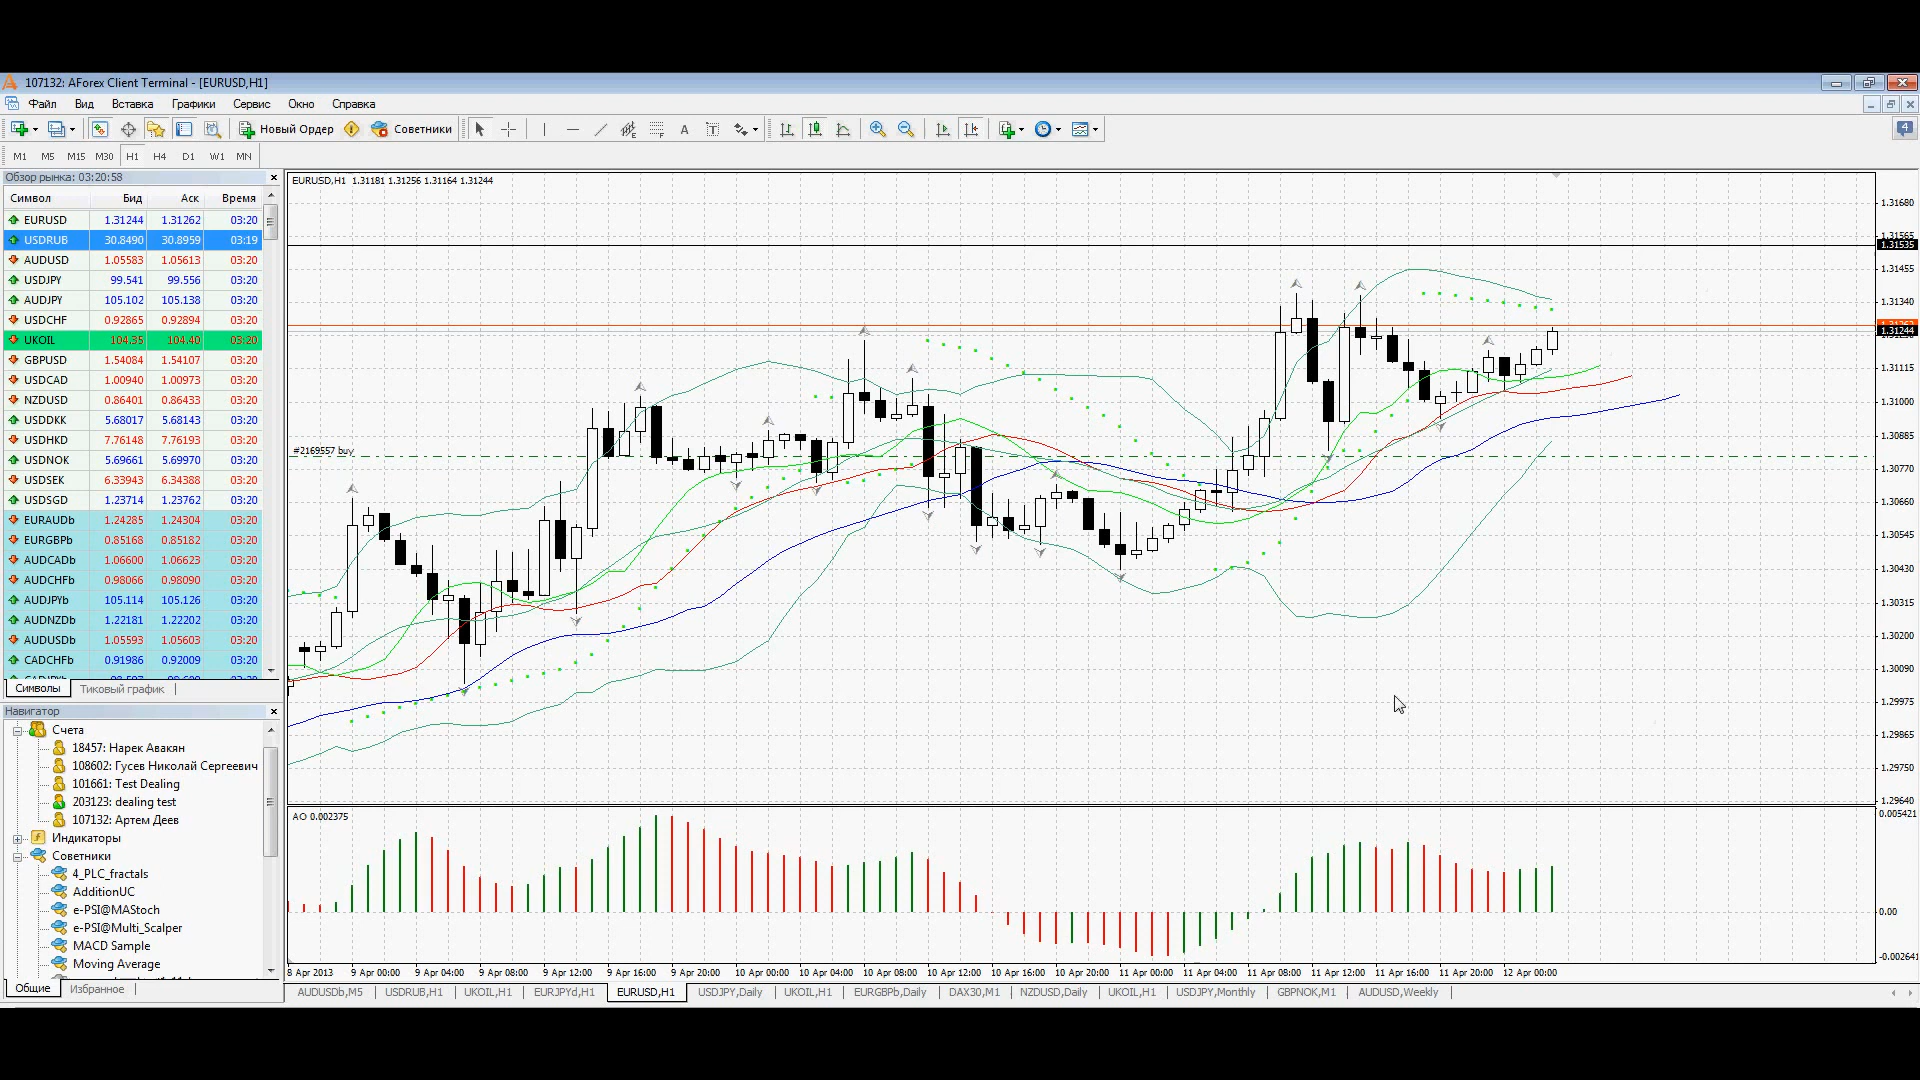 107132: AForex Client Terminal - [EURUSD,H1]
Файл Вид Вставка Графики Сервис Окно Справка
Новый Ордер Советники
4
M1 M5 M15 M30 H1 H4 D1 W1 MN
Обзор рынка: 03:20:58
Символ Бид Аск Время
EURUSD 1.31244 1.31262 03:20
USDRUB 30.8490 30.8959 03:19
AUDUSD 1.05583 1.05613 03:20
USDJPY 99.541 99.556 03:20
AUDJPY 105.102 105.138 03:20
USDCHF 0.92865 0.92894 03:20
UKOIL 104.35 104.40 03:20
GBPUSD 1.54084 1.54107 03:20
USDCAD 1.00940 1.00973 03:20
NZDUSD 0.86401 0.86433 03:20
USDDKK 5.68017 5.68143 03:20
USDHKD 7.76148 7.76193 03:20
USDNOK 5.69661 5.69970 03:20
USDSEK 6.33943 6.34388 03:20
USDSGD 1.23714 1.23762 03:20
EURAUDb 1.24285 1.24304 03:20
EURGBPb 0.85168 0.85182 03:20
AUDCADb 1.06600 1.06623 03:20
AUDCHFb 0.98066 0.98090 03:20
AUDJPYb 105.114 105.126 03:20
AUDNZDb 1.22181 1.22202 03:20
AUDUSDb 1.05593 1.05603 03:20
CADCHFb 0.91986 0.92009 03:20
Символы Тиковый график
Навигатор
Счета
18457: Нарек Авакян
108602: Гусев Николай Сергеевич
101661: Test Dealing
203123: dealing test
107132: Артем Деев
Индикаторы
Советники
4_PLC_fractals
AdditionUC
e-PSI@MAStoch
e-PSI@Multi_Scalper
MACD Sample
Moving Average
Общие Избранное
EURUSD,H1 1.31181 1.31256 1.31164 1.31244
#2169557 buy
1.31680
1.31565
1.31535
1.31455
1.31340
1.31244
1.31115
1.31000
1.30885
1.30770
1.30660
1.30545
1.30430
1.30315
1.30200
1.30090
1.29975
1.29865
1.29750
1.29640
AO 0.002375
0.005421
0.00
-0.002641
8 Apr 2013 9 Apr 00:00 9 Apr 04:00 9 Apr 08:00 9 Apr 12:00 9 Apr 16:00 9 Apr 20:00 10 Apr 00:00 10 Apr 04:00 10 Apr 08:00 10 Apr 12:00 10 Apr 16:00 10 Apr 20:00 11 Apr 00:00 11 Apr 04:00 11 Apr 08:00 11 Apr 12:00 11 Apr 16:00 11 Apr 20:00 12 Apr 00:00
AUDUSDb,M5 USDRUB,H1 UKOIL,H1 EURJPYd,H1 EURUSD,H1 USDJPY,Daily UKOIL,H1 EURGBPb,Daily DAX30,M1 NZDUSD,Daily UKOIL,H1 USDJPY,Monthly GBPNOK,M1 AUDUSD,Weekly